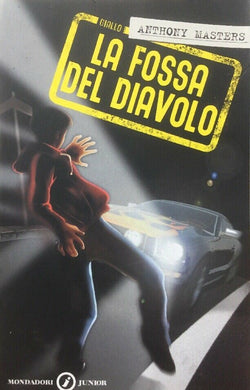 GIALLO
ANTHONY MASTERS
LA FOSSA
DEL DIAVOLO
MONDADORI JUNIOR